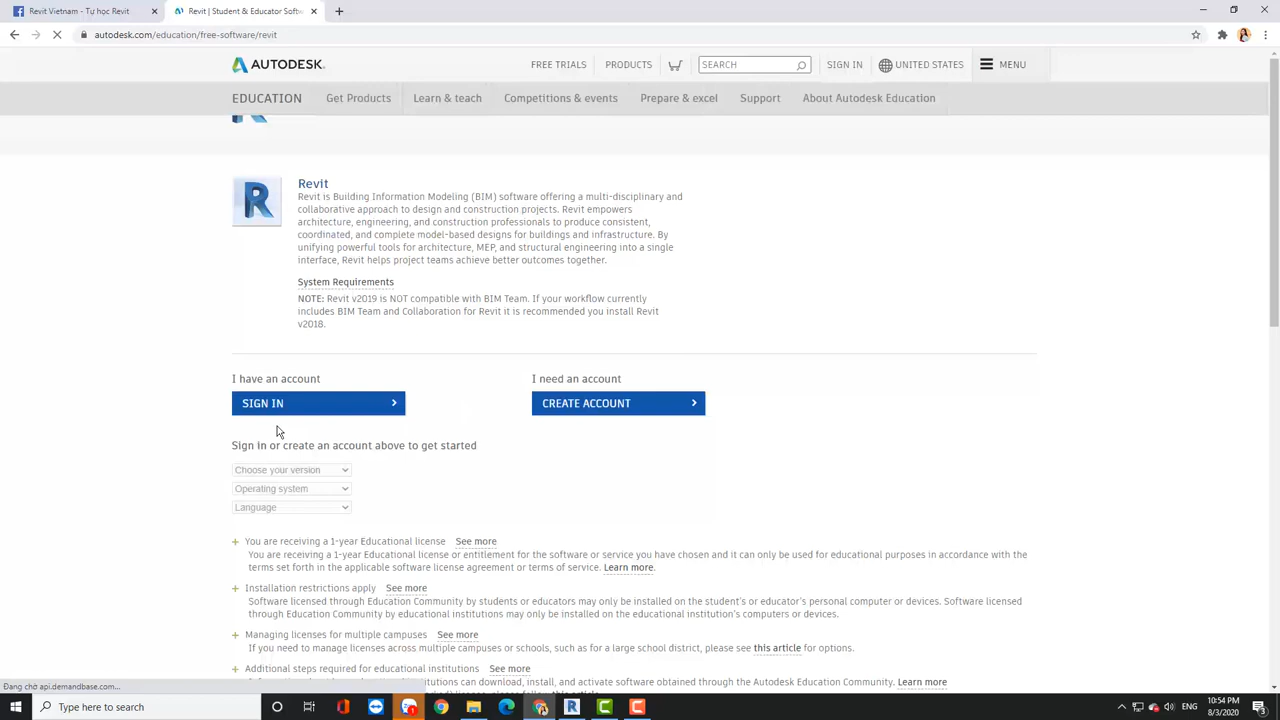 Revit Vietnam - Tự học Revit
Revit | Student & Educator Softw
autodesk.com/education/free-software/revit
AUTODESK
FREE TRIALS
PRODUCTS
SEARCH
SIGN IN
UNITED STATES
MENU
EDUCATION
Get Products
Learn & teach
Competitions & events
Prepare & excel
Support
About Autodesk Education
Revit
Revit is Building Information Modeling (BIM) software offering a multi-disciplinary and
collaborative approach to design and construction projects. Revit empowers
architecture, engineering, and construction professionals to produce consistent,
coordinated, and complete model-based designs for buildings and infrastructure. By
unifying powerful tools for architecture, MEP, and structural engineering into a single
interface, Revit helps project teams achieve better outcomes together.
System Requirements
NOTE: Revit v2019 is NOT compatible with BIM Team. If your workflow currently
includes BIM Team and Collaboration for Revit it is recommended you install Revit
v2018.
I have an account
I need an account
SIGN IN
CREATE ACCOUNT
Sign in or create an account above to get started
Choose your version
Operating system
Language
You are receiving a 1-year Educational license See more
You are receiving a 1-year Educational license or entitlement for the software or service you have chosen and it can only be used for educational purposes in accordance with the
terms set forth in the applicable software license agreement or terms of service. Learn more.
Installation restrictions apply See more
Software licensed through Education Community by students or educators may only be installed on the student's or educator's personal computer or devices. Software licensed
through Education Community by educational institutions may only be installed on the educational institution's computers or devices.
Managing licenses for multiple campuses See more
If you need to manage licenses across multiple campuses or schools, such as for a large school district, please see this article for options.
Additional steps required for educational institutions See more
can download, install, and activate software obtained through the Autodesk Education Community. Learn more
Đang chờ api.demandbase.com...
Type here to search
ENG
10:54 PM
8/3/2020